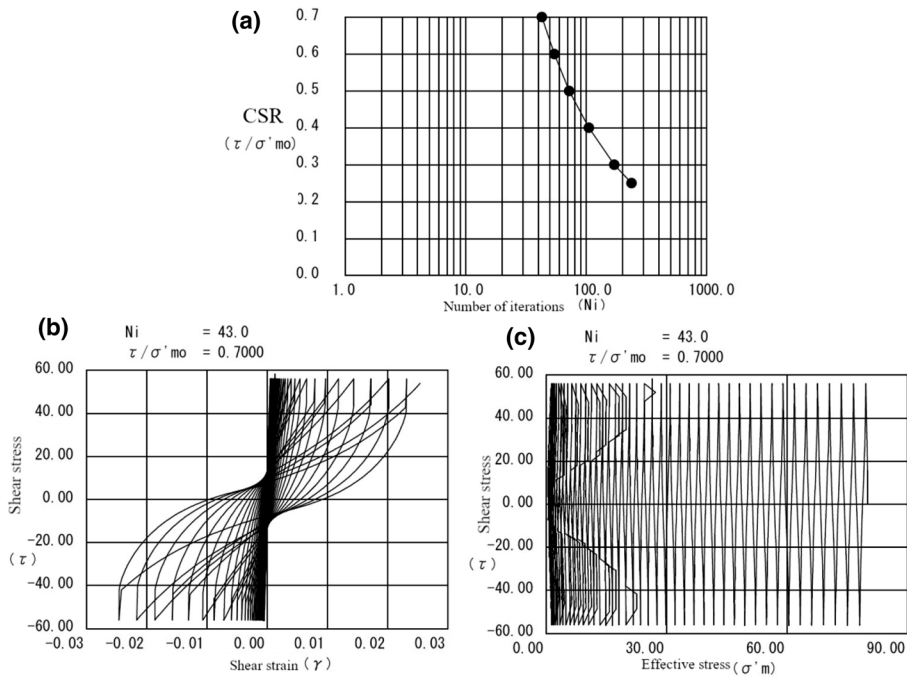 (a)
0.7
0.6
0.5
CSR
0.4
(τ/σ'mo)
0.3
0.2
0.1
0.0
1.0 10.0 100.0 1000.0
Number of iterations (Ni)
(b)
Ni = 43.0
τ/σ'mo = 0.7000
60.00
40.00
20.00
0.00
-20.00
-40.00
-60.00
Shear stress
(τ)
-0.03 -0.02 -0.01 0.00 0.01 0.02 0.03
Shear strain (γ)
(c)
Ni = 43.0
τ/σ'mo = 0.7000
60.00
40.00
20.00
0.00
-20.00
-40.00
-60.00
Shear stress
(τ)
0.00 30.00 60.00 90.00
Effective stress (σ'm)